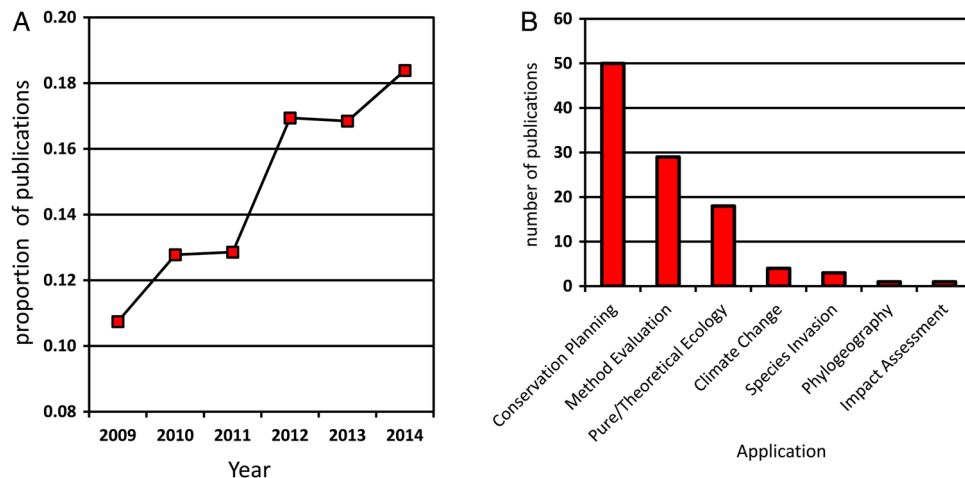 A
proportion of publications
0.20
0.18
0.16
0.14
0.12
0.10
0.08
2009 2010 2011 2012 2013 2014
Year
B
number of publications
60
50
40
30
20
10
0
Conservation Planning
Method Evaluation
Pure/Theoretical Ecology
Climate Change
Species Invasion
Phylogeography
Impact Assessment
Application